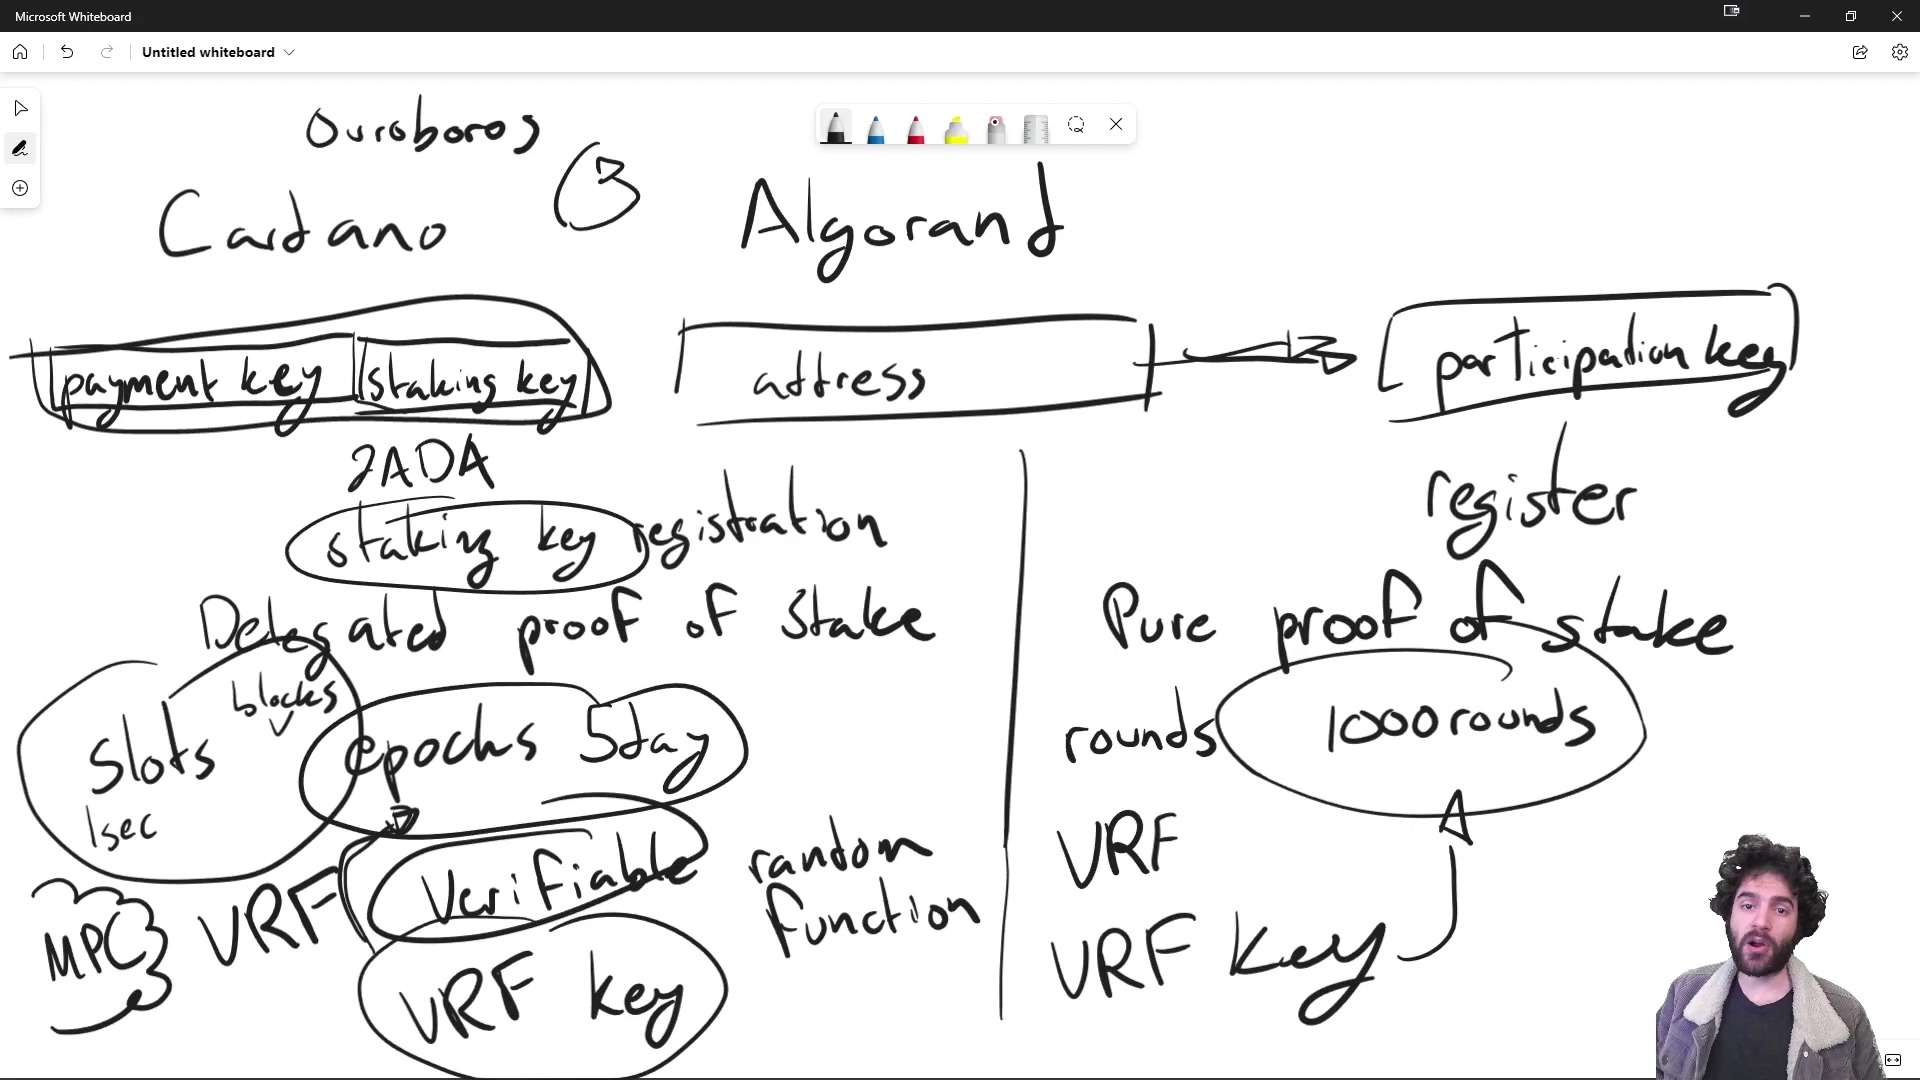 Microsoft Whiteboard
Untitled whiteboard
Ouroboros
Cardano
3
Algorand
payment key staking key
address
participation key
2ADA
staking key registration
register
Delegated proof of Stake
Pure proof of stake
Slots
blocks
epochs 5day
rounds
1000 rounds
1sec
MPC
VRF
Verifiable
random
function
VRF
VRF key
VRF key